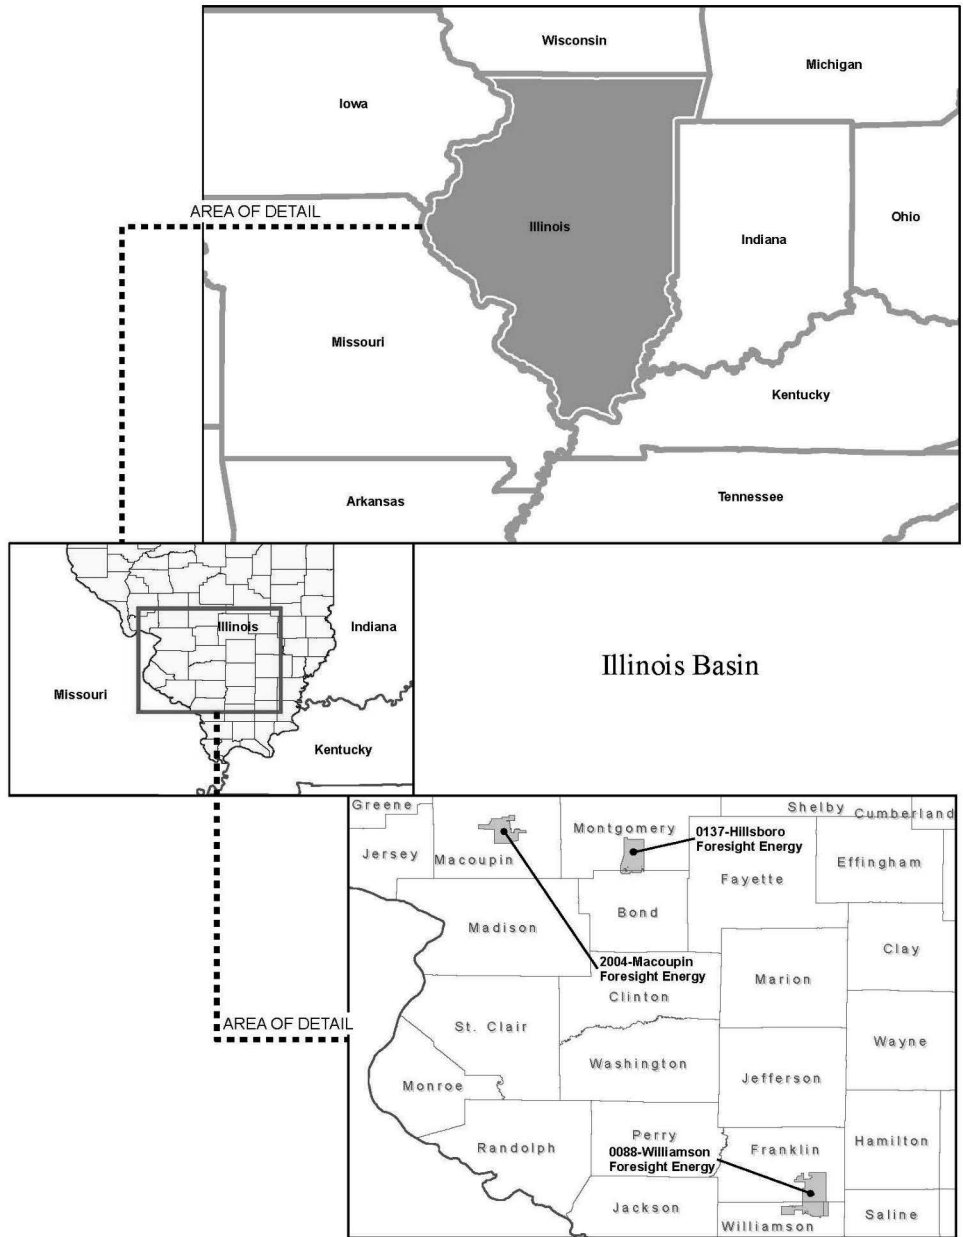 Wisconsin
Michigan
Iowa
AREA OF DETAIL
Illinois
Ohio
Indiana
Missouri
Kentucky
Arkansas
Tennessee
Illinois
Indiana
Missouri
Kentucky
Illinois Basin
Greene
Shelby
Cumberland
Montgomery
0137-Hillsboro
Foresight Energy
Jersey
Macoupin
Effingham
Fayette
Bond
Madison
Clay
2004-Macoupin
Foresight Energy
Marion
Clinton
AREA OF DETAIL
St. Clair
Wayne
Washington
Jefferson
Monroe
Perry
Hamilton
Randolph
Franklin
0088-Williamson
Foresight Energy
Jackson
Saline
Williamson